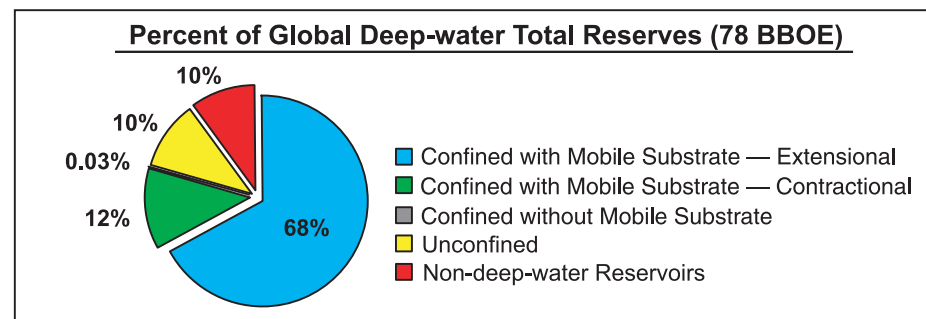 Percent of Global Deep-water Total Reserves (78 BBOE)
10%
10%
0.03%
12%
68%
Confined with Mobile Substrate — Extensional
Confined with Mobile Substrate — Contractional
Confined without Mobile Substrate
Unconfined
Non-deep-water Reservoirs